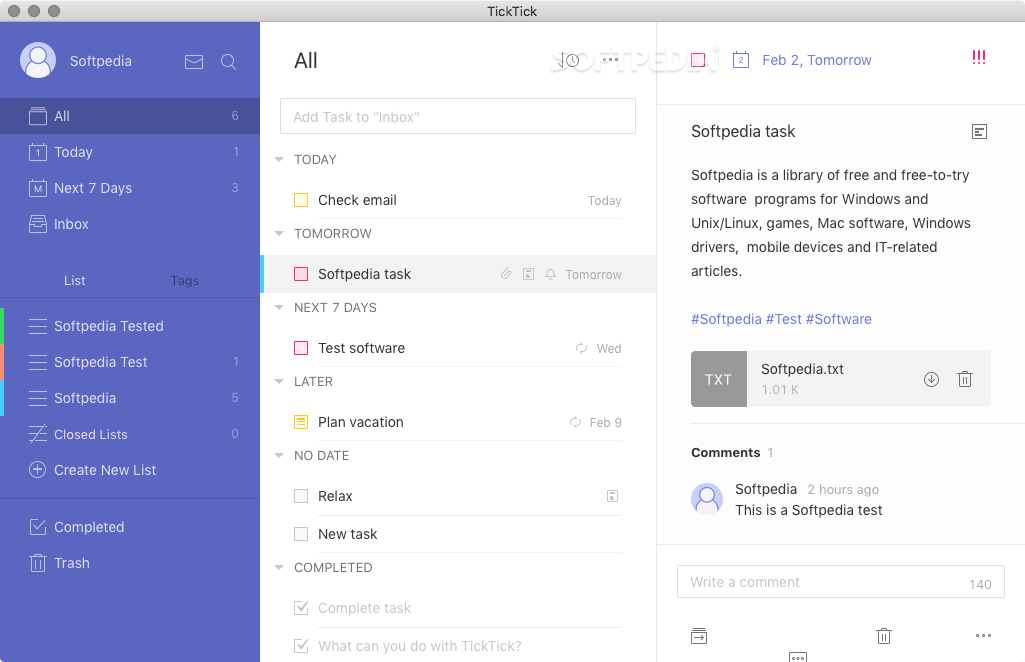 TickTick
Softpedia
All 6
1 Today 1
M Next 7 Days 3
Inbox
List Tags
Softpedia Tested
Softpedia Test 1
Softpedia 5
Closed Lists 0
Create New List
Completed
Trash
All
SOFTPEDIA
Add Task to "Inbox"
TODAY
Check email Today
TOMORROW
Softpedia task Tomorrow
NEXT 7 DAYS
Test software Wed
LATER
Plan vacation Feb 9
NO DATE
Relax
New task
COMPLETED
Complete task
What can you do with TickTick?
2 Feb 2, Tomorrow !!!
Softpedia task
Softpedia is a library of free and free-to-try
software programs for Windows and
Unix/Linux, games, Mac software, Windows
drivers, mobile devices and IT-related
articles.
#Softpedia #Test #Software
TXT
Softpedia.txt
1.01 K
Comments 1
Softpedia 2 hours ago
This is a Softpedia test
Write a comment 140